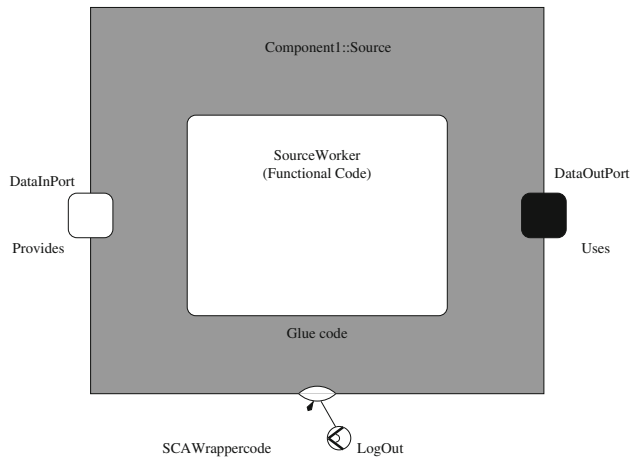 Component1::Source
SourceWorker
(Functional Code)
DataInPort
DataOutPort
Provides
Uses
Glue code
SCAWrappercode
LogOut